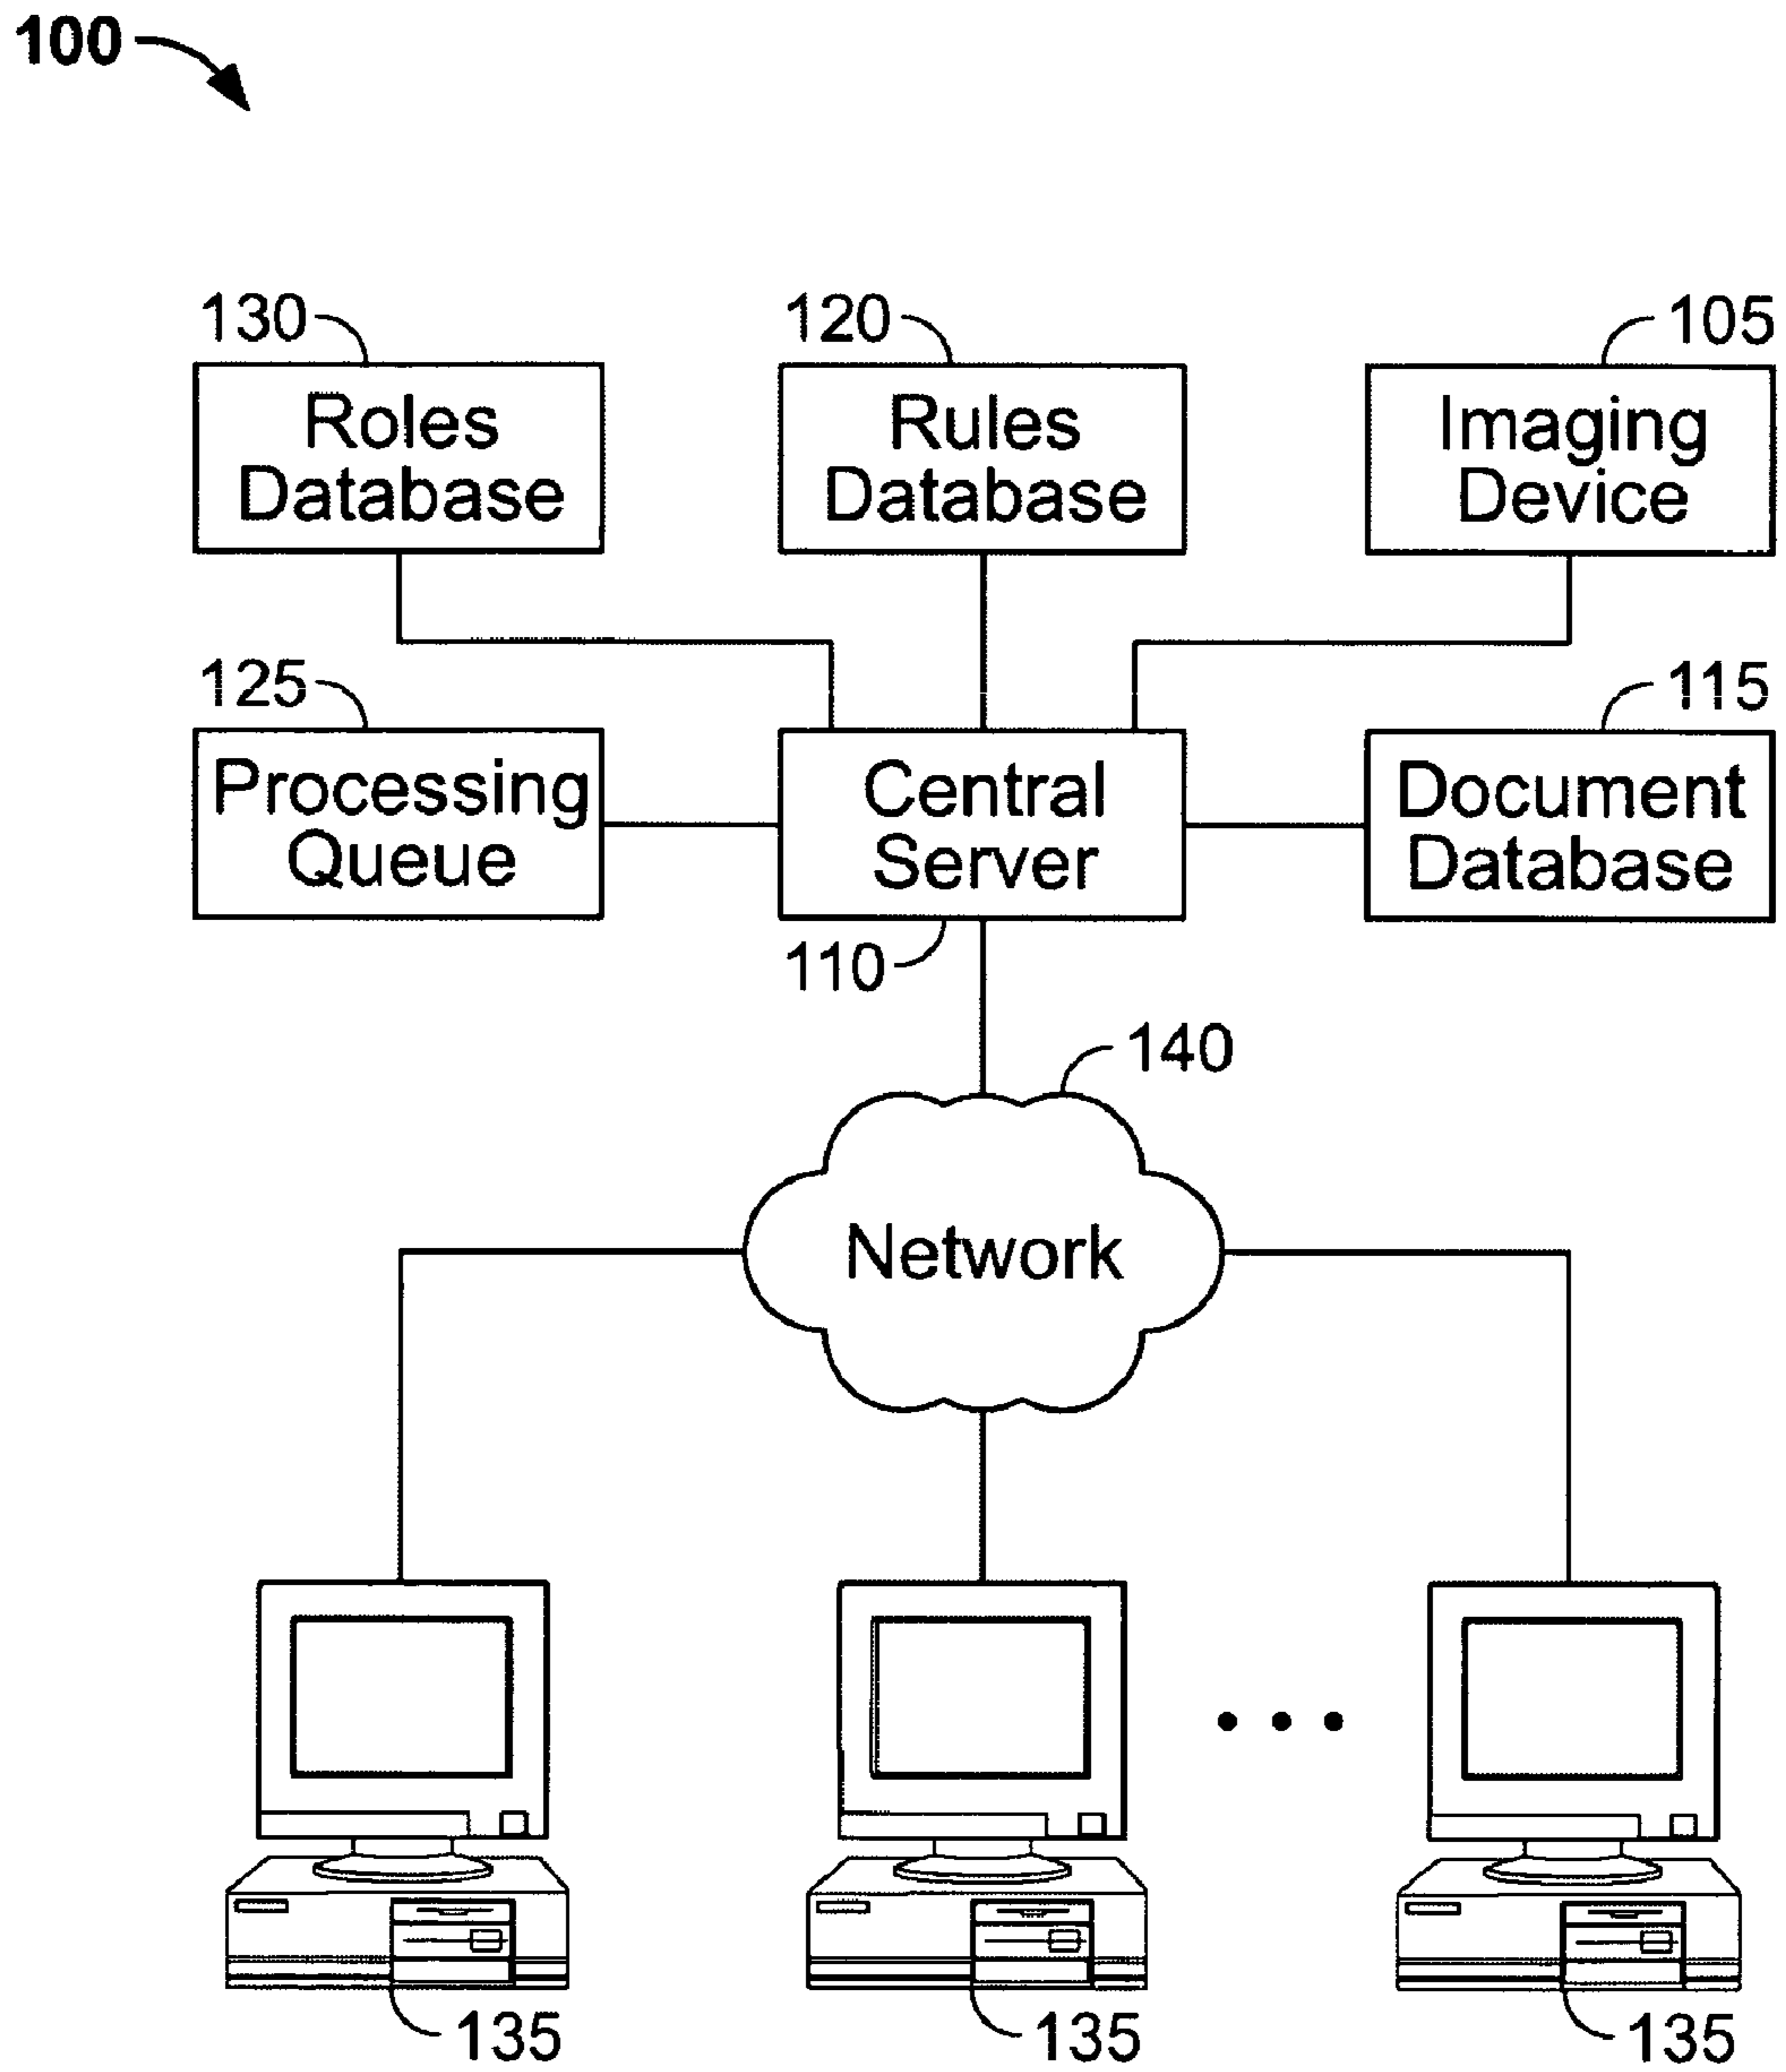 100
130
120
105
Roles
Database
Rules
Database
Imaging
Device
125
115
Processing
Queue
Central
Server
Document
Database
110
140
Network
135
135
135